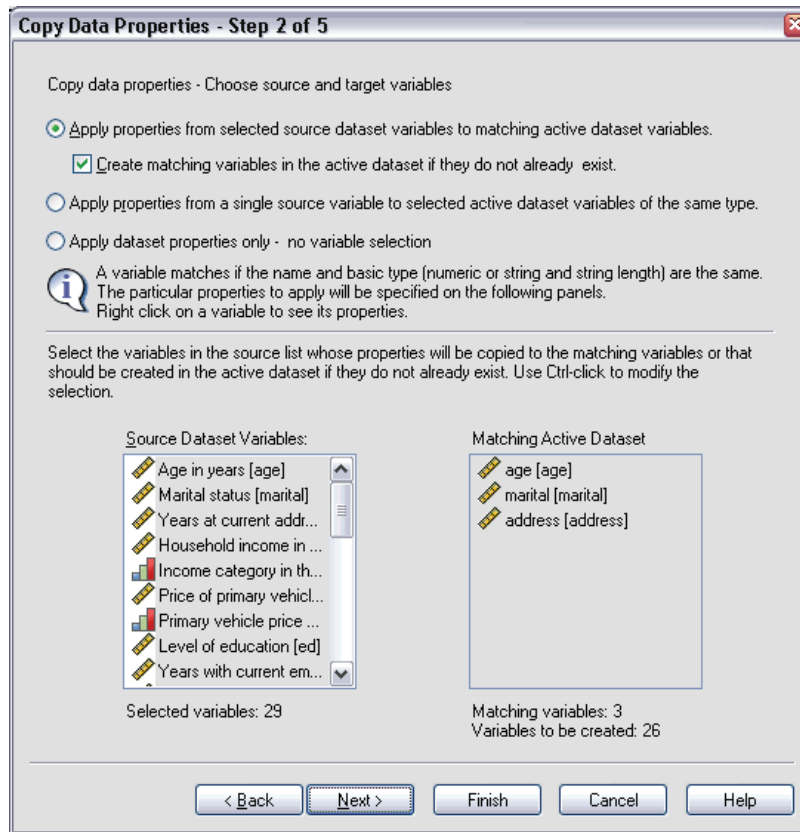 Copy Data Properties - Step 2 of 5
Copy data properties - Choose source and target variables
Apply properties from selected source dataset variables to matching active dataset variables.
Create matching variables in the active dataset if they do not already exist.
Apply properties from a single source variable to selected active dataset variables of the same type.
Apply dataset properties only - no variable selection
A variable matches if the name and basic type (numeric or string and string length) are the same.
The particular properties to apply will be specified on the following panels.
Right click on a variable to see its properties.
Select the variables in the source list whose properties will be copied to the matching variables or that
should be created in the active dataset if they do not already exist. Use Ctrl-click to modify the
selection.
Source Dataset Variables:
Age in years [age]
Marital status [marital]
Years at current addr...
Household income in ...
Income category in th...
Price of primary vehicl...
Primary vehicle price ...
Level of education [ed]
Years with current em...
Selected variables: 29
Matching Active Dataset
age [age]
marital [marital]
address [address]
Matching variables: 3
Variables to be created: 26
< Back
Next >
Finish
Cancel
Help